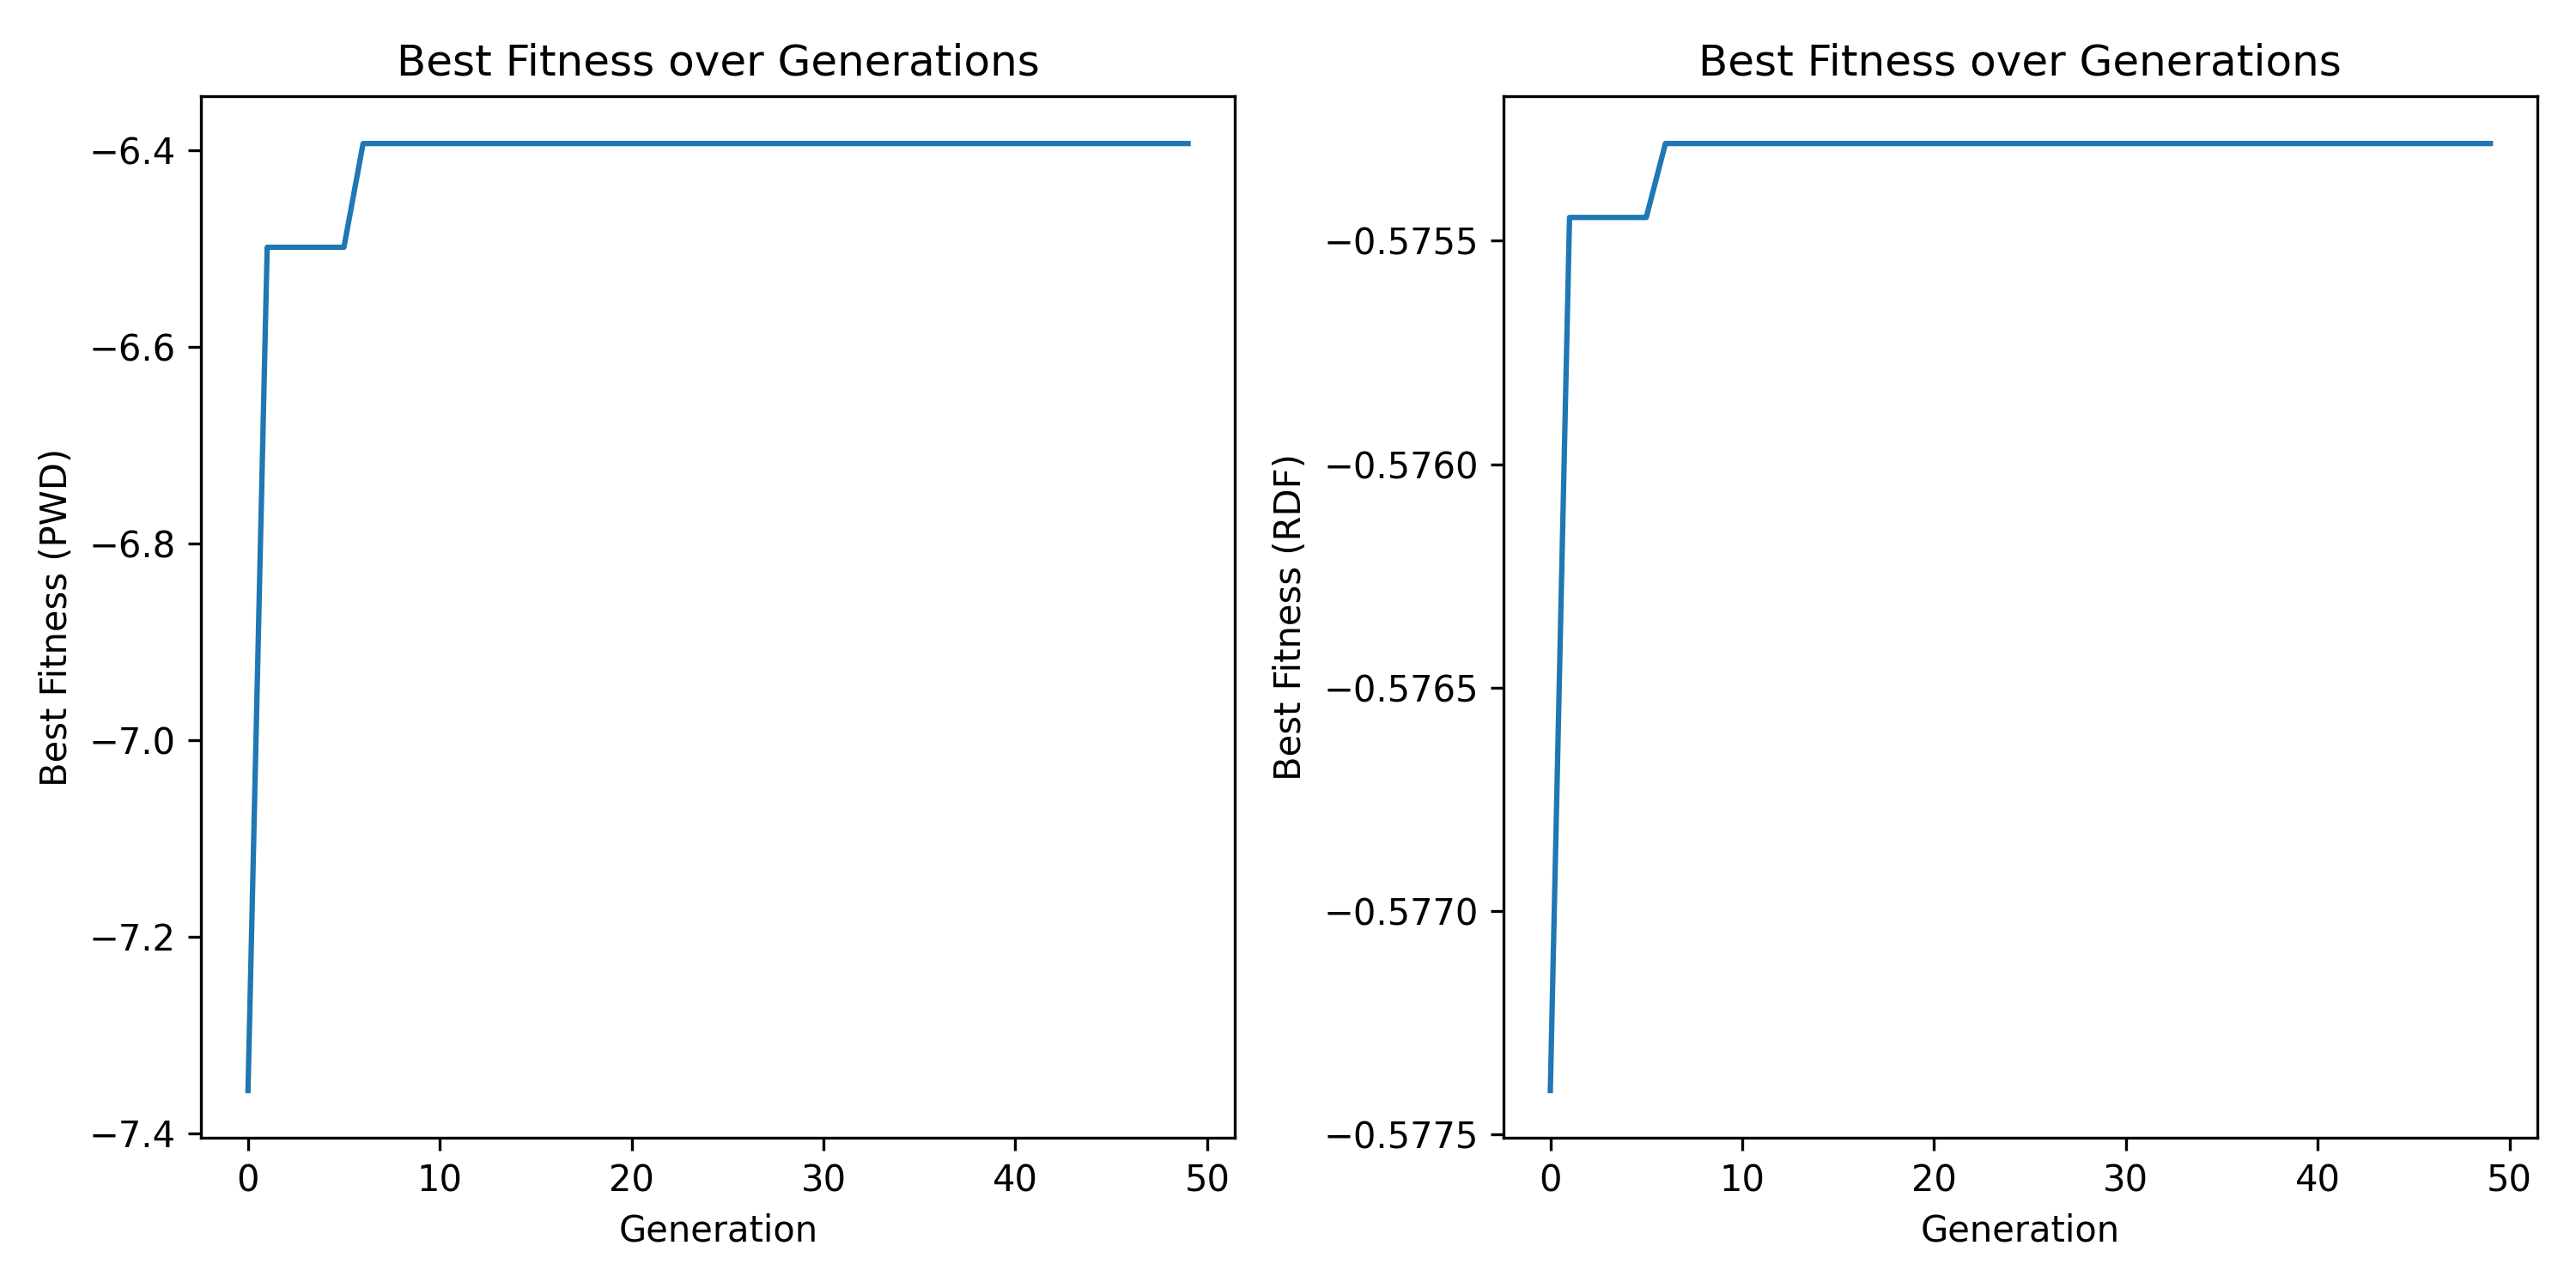 Best Fitness over Generations
Best Fitness (PWD)
−6.4
−6.6
−6.8
−7.0
−7.2
−7.4
0 10 20 30 40 50
Generation
Best Fitness over Generations
Best Fitness (RDF)
−0.5755
−0.5760
−0.5765
−0.5770
−0.5775
0 10 20 30 40 50
Generation